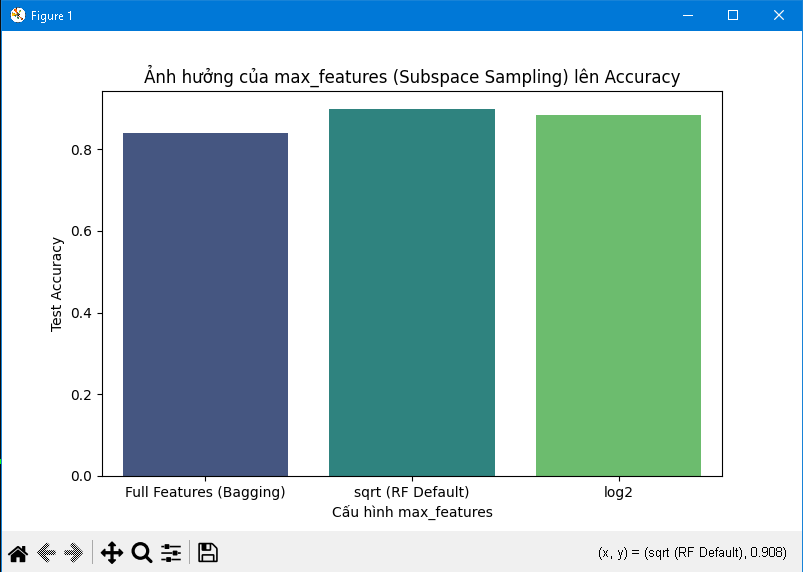 Figure 1
Ảnh hưởng của max_features (Subspace Sampling) lên Accuracy
Test Accuracy
0.8
0.6
0.4
0.2
0.0
Full Features (Bagging)
sqrt (RF Default)
log2
Cấu hình max_features
(x, y) = (sqrt (RF Default), 0.908)